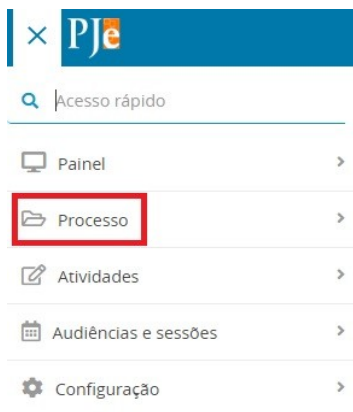 × PJe
Acesso rápido
Painel
Processo
Atividades
Audiências e sessões
Configuração